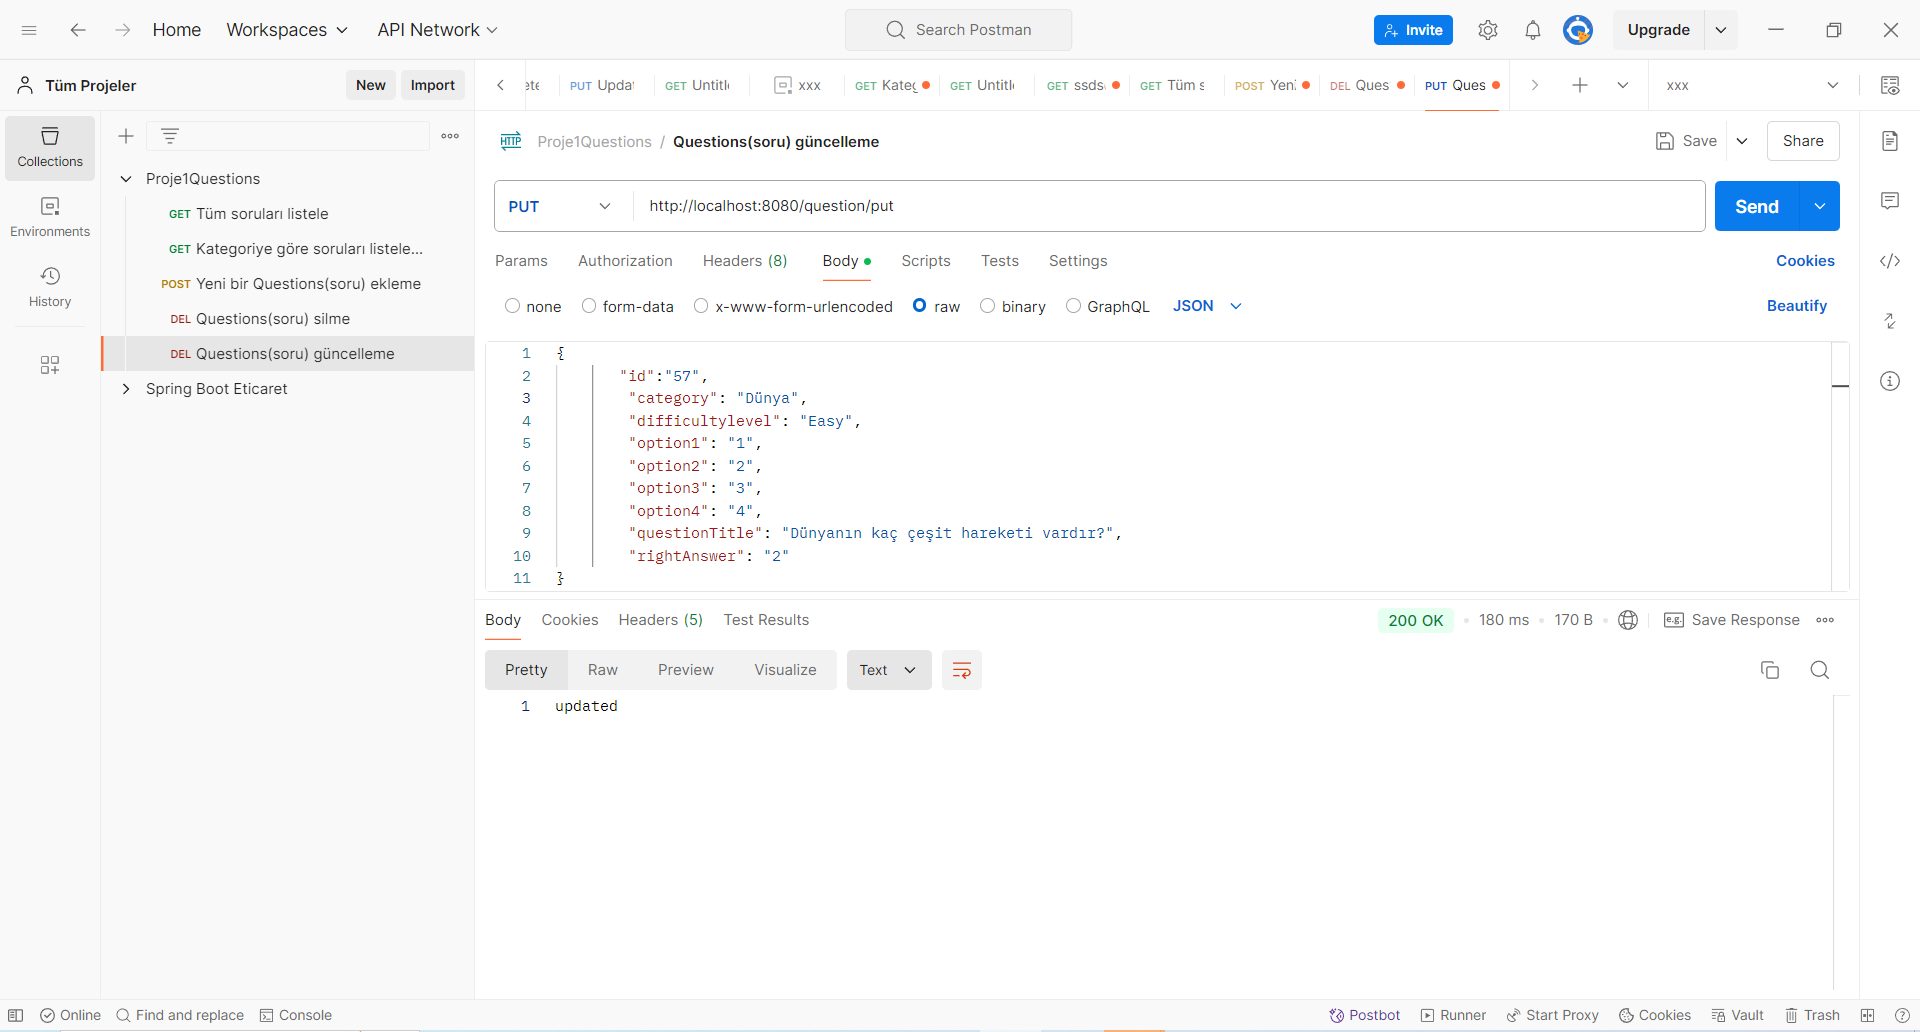 Home Workspaces API Network Search Postman Invite Upgrade
Tüm Projeler New Import
ete PUT Updat GET Untitle xxx GET Kateg GET Untitl GET ssds GET Tüm s POST Yeni DEL Ques PUT Ques xxx
Collections
Environments
History
Proje1Questions
GET Tüm soruları listele
GET Kategoriye göre soruları listele...
POST Yeni bir Questions(soru) ekleme
DEL Questions(soru) silme
DEL Questions(soru) güncelleme
Spring Boot Eticaret
HTTP Proje1Questions / Questions(soru) güncelleme Save Share
PUT http://localhost:8080/question/put Send
Params Authorization Headers (8) Body Scripts Tests Settings Cookies
none form-data x-www-form-urlencoded raw binary GraphQL JSON Beautify
1 {
2 "id":"57",
3 "category": "Dünya",
4 "difficultylevel": "Easy",
5 "option1": "1",
6 "option2": "2",
7 "option3": "3",
8 "option4": "4",
9 "questionTitle": "Dünyanın kaç çeşit hareketi vardır?",
10 "rightAnswer": "2"
11 }
Body Cookies Headers (5) Test Results 200 OK 180 ms 170 B e.g. Save Response
Pretty Raw Preview Visualize Text
1 updated
Online Find and replace Console Postbot Runner Start Proxy Cookies Vault Trash